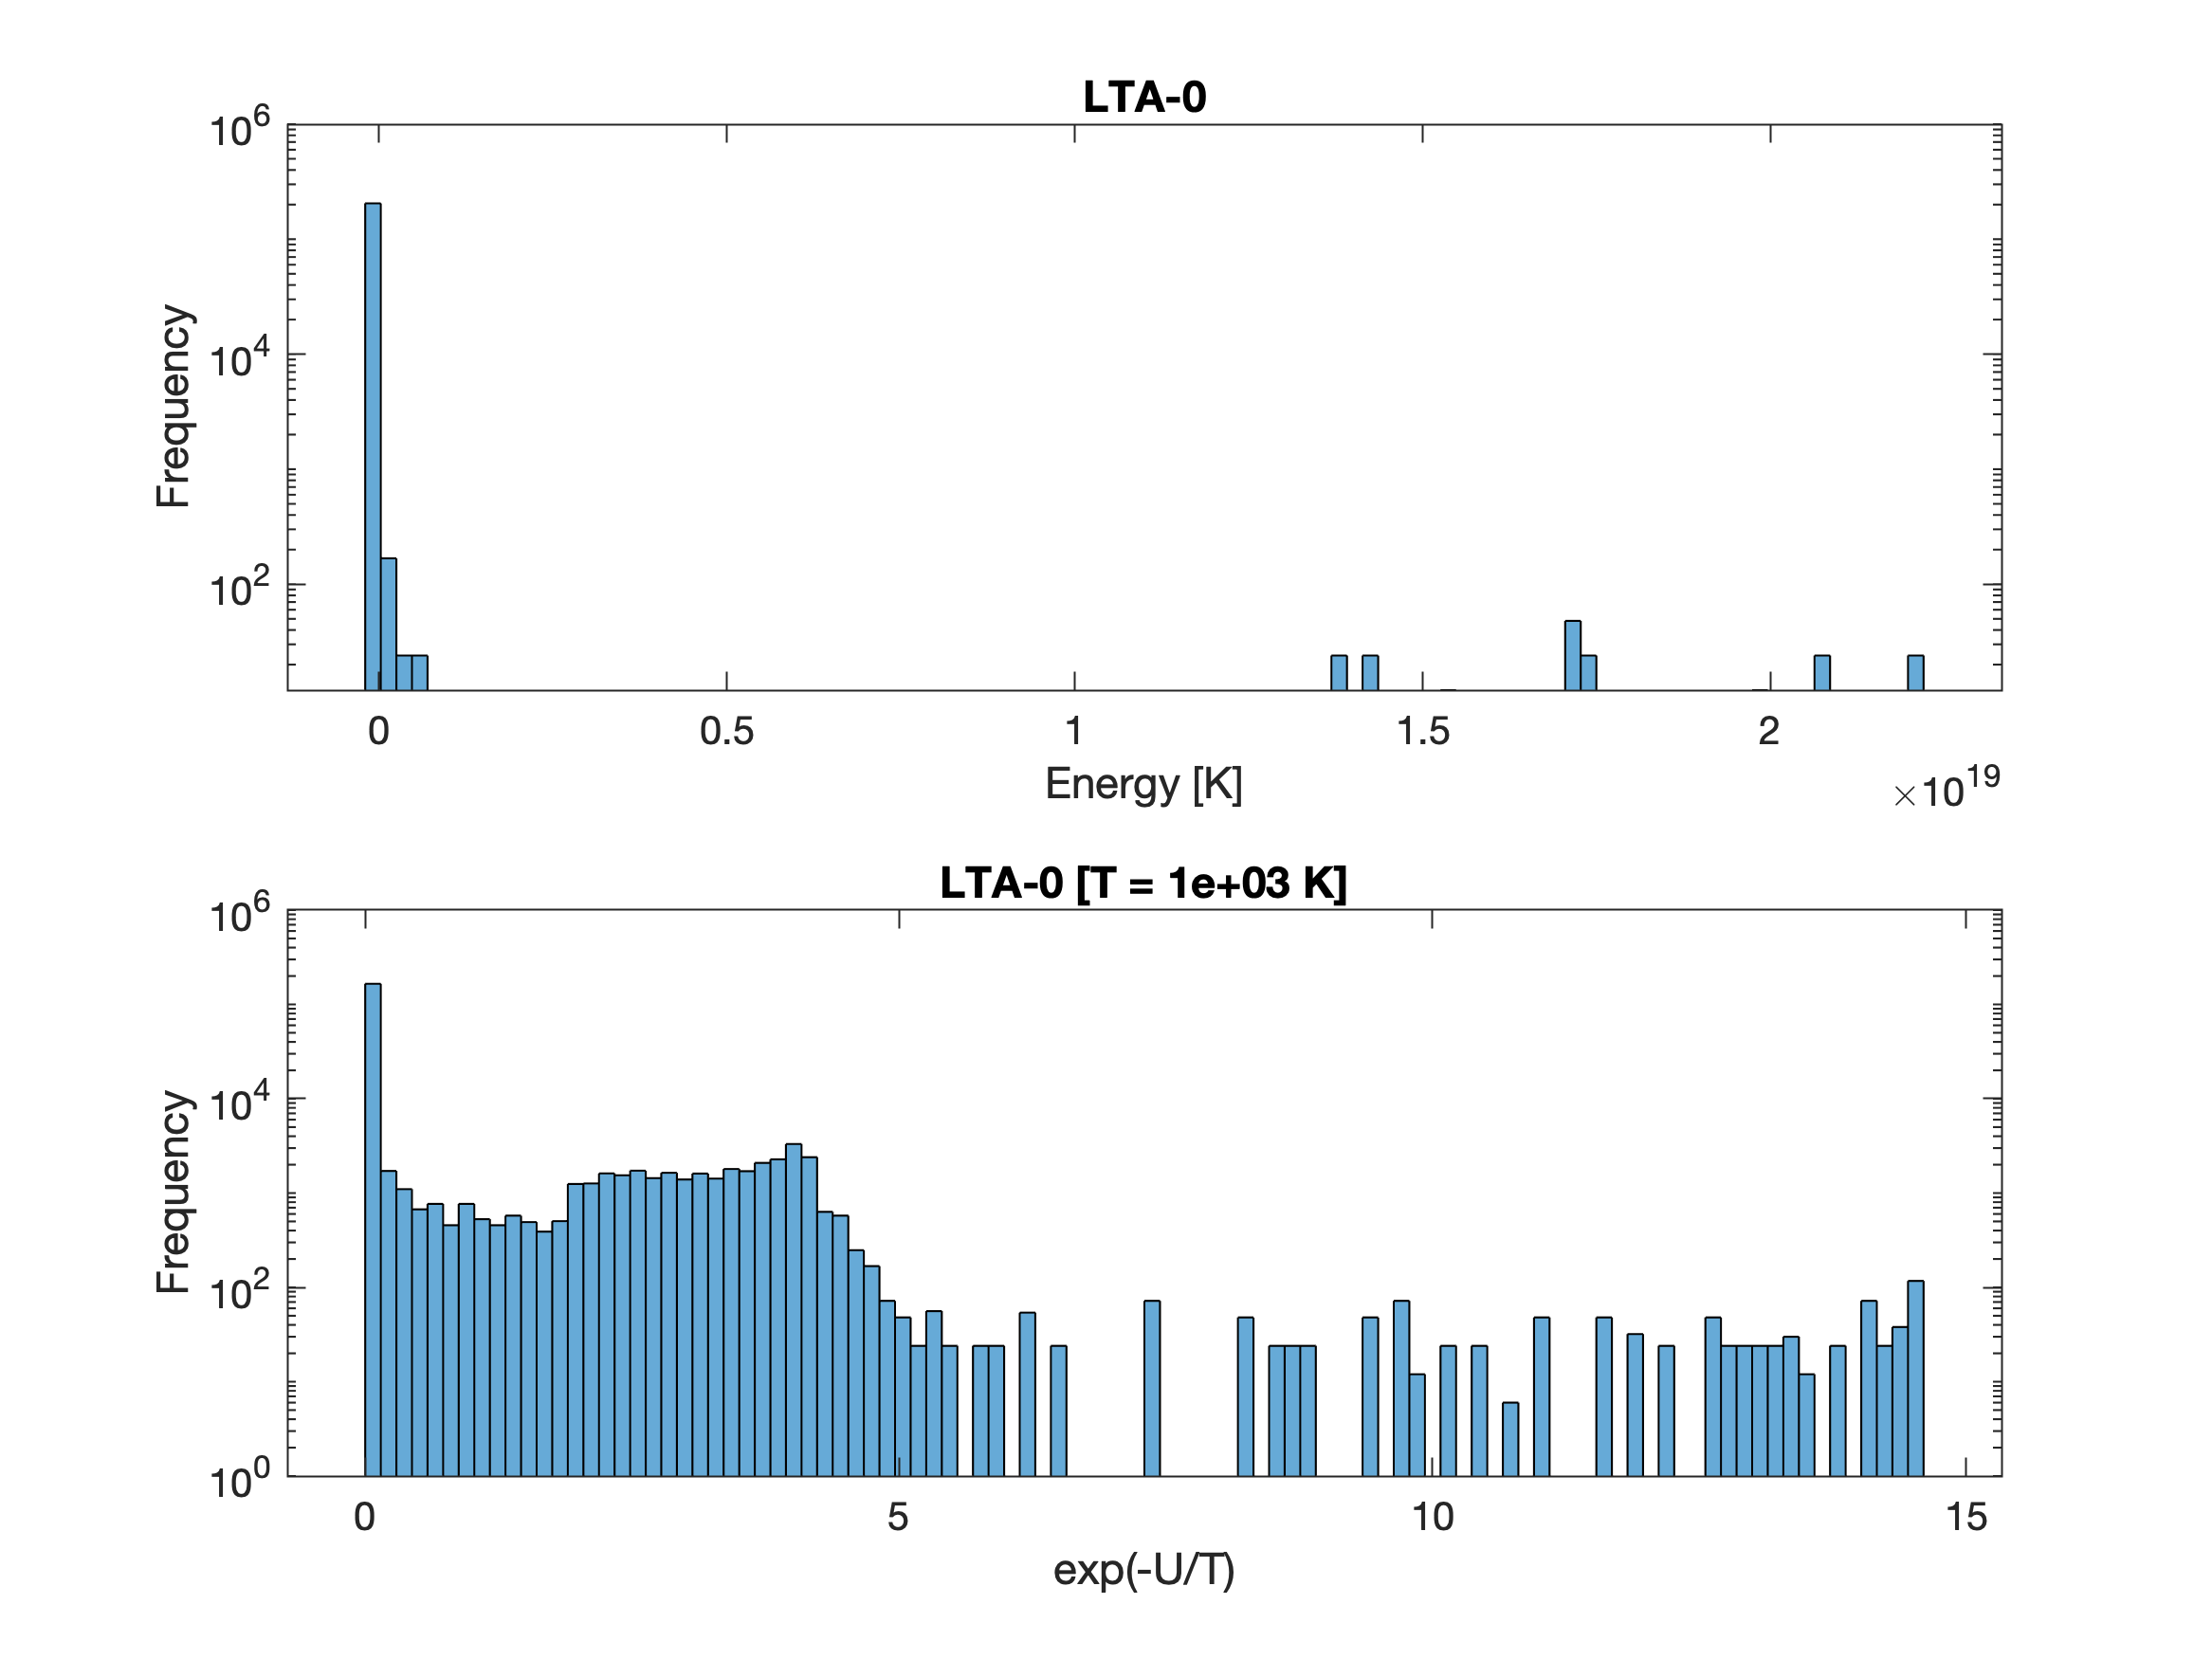 LTA-0
10^6
10^4
10^2
Frequency
0 0.5 1 1.5 2
Energy [K]
×10^19
LTA-0 [T = 1e+03 K]
10^6
10^4
10^2
10^0
Frequency
0 5 10 15
exp(-U/T)